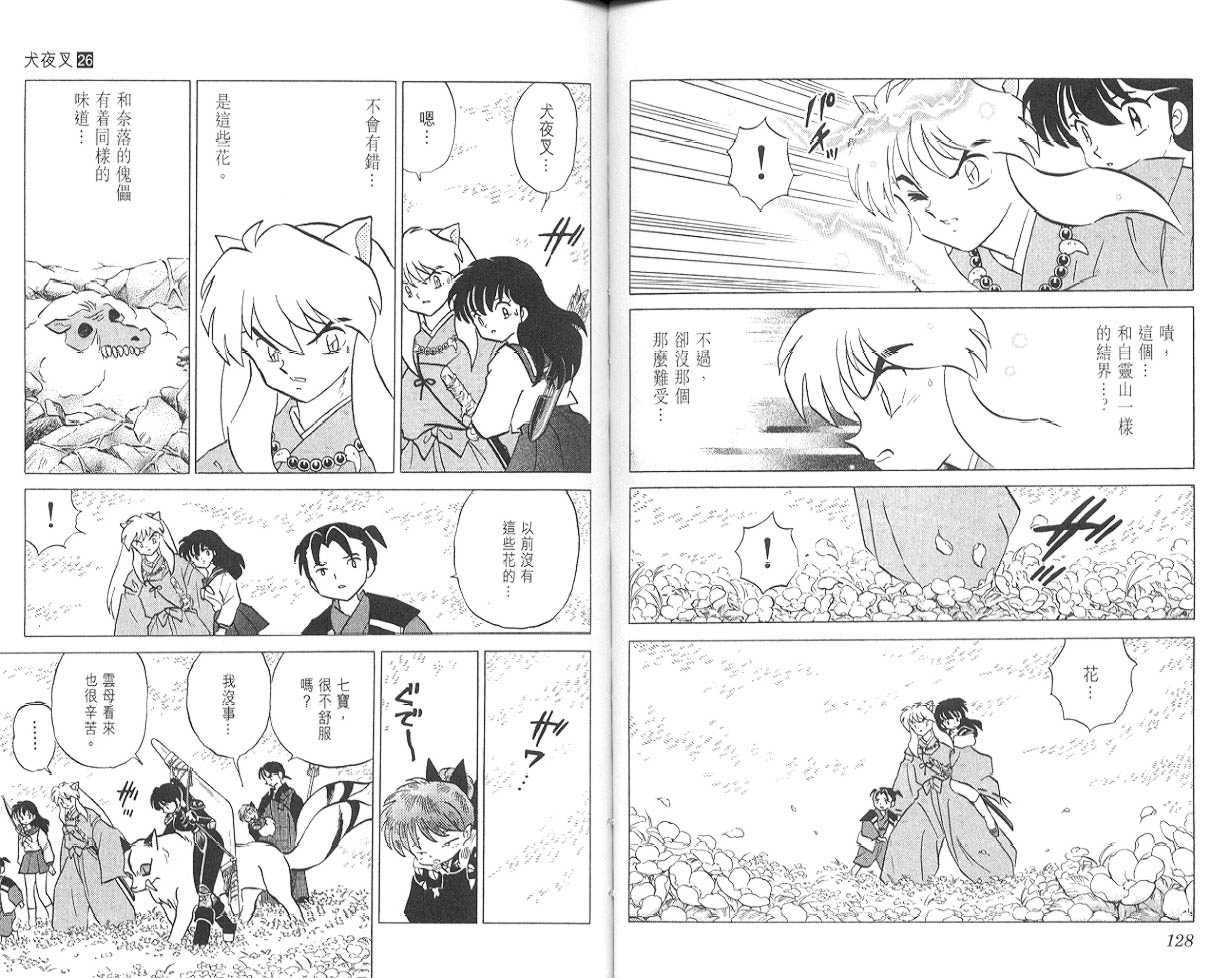 パ
キ
！
嘖，
這個…
和白靈山一樣
的結界…？
不過，
卻沒那個
那麼難受…
！
花…
128
犬夜叉 26
犬夜叉…
嗯…
ザ
不會有錯…
是這些花。
和奈落的傀儡
有着同樣的
味道…
以前沒有
這些花的…
！
ザワ…
ぐで〜
七寶，
很不舒服
嗎？
我沒事…
雲母看來
也很辛苦。
……